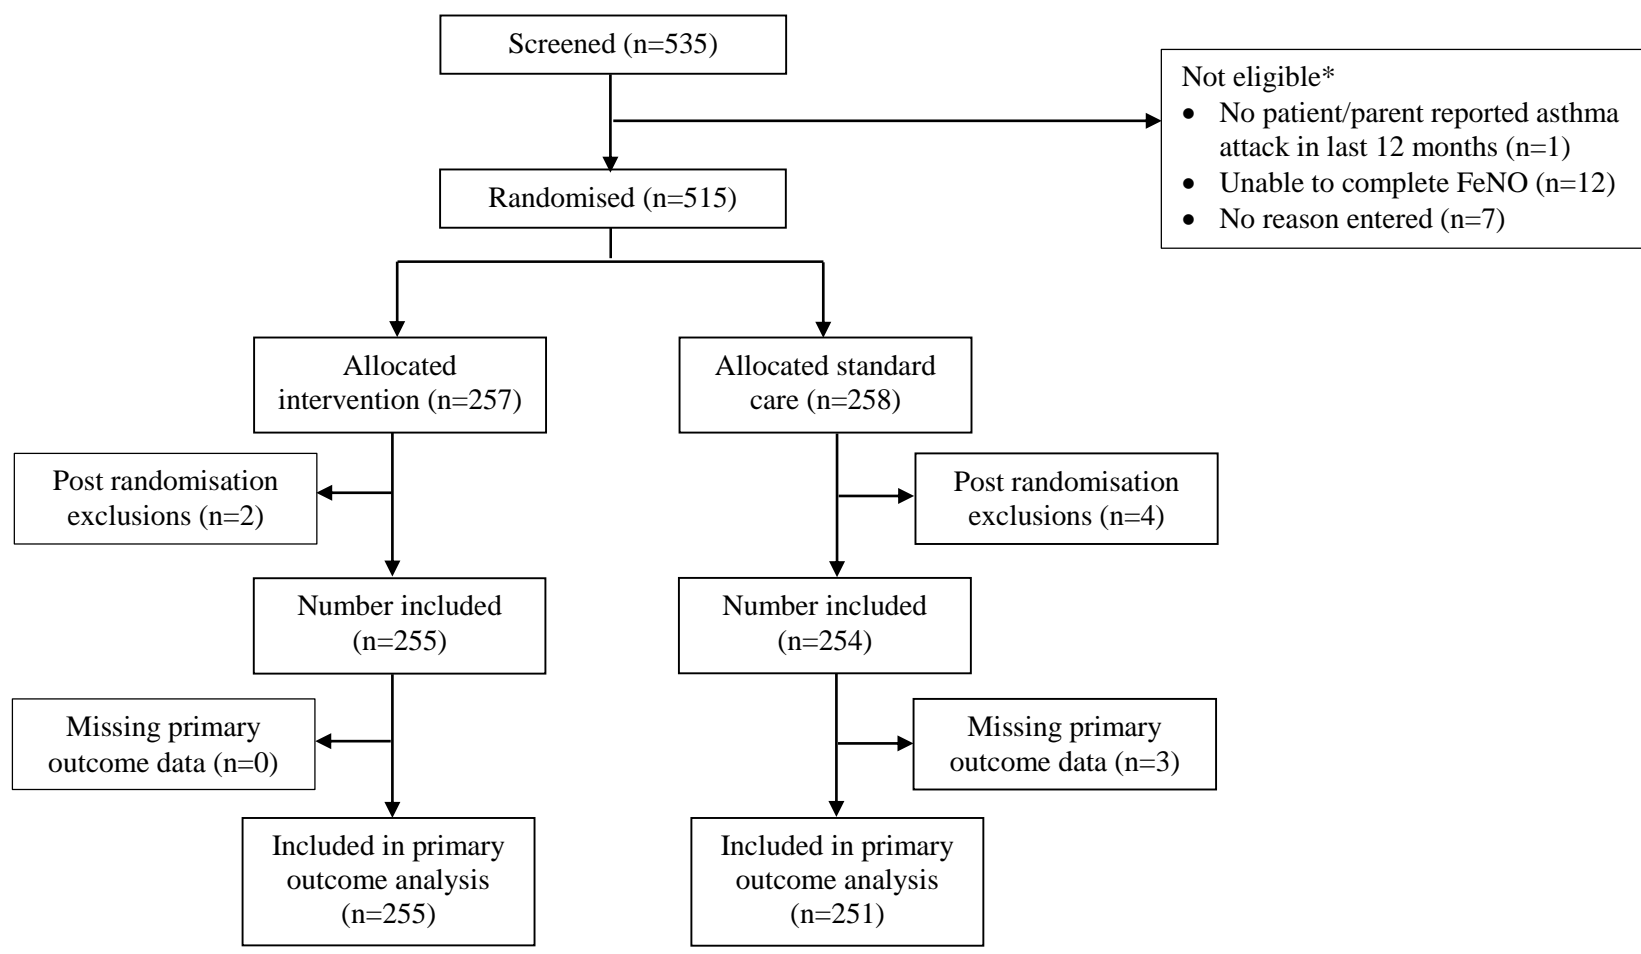 Screened (n=535)
Not eligible*
• No patient/parent reported asthma
attack in last 12 months (n=1)
• Unable to complete FeNO (n=12)
• No reason entered (n=7)
Randomised (n=515)
Allocated
intervention (n=257)
Allocated standard
care (n=258)
Post randomisation
exclusions (n=2)
Post randomisation
exclusions (n=4)
Number included
(n=255)
Number included
(n=254)
Missing primary
outcome data (n=0)
Missing primary
outcome data (n=3)
Included in primary
outcome analysis
(n=255)
Included in primary
outcome analysis
(n=251)